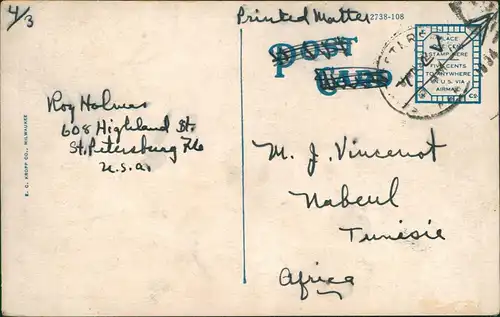 4/3
Printed Matter
2738-108
POST
CARD
PLACE
STAMP HERE
FIVE CENTS
TO ANYWHERE
IN U.S. VIA
AIRMAIL
Roy Holmes
608 Highland St.
St. Petersburg Fla
U.S.A.
M. J. Vincenot
Nabeul
Tunisie
Africa
E. C. KROPP CO., MILWAUKEE